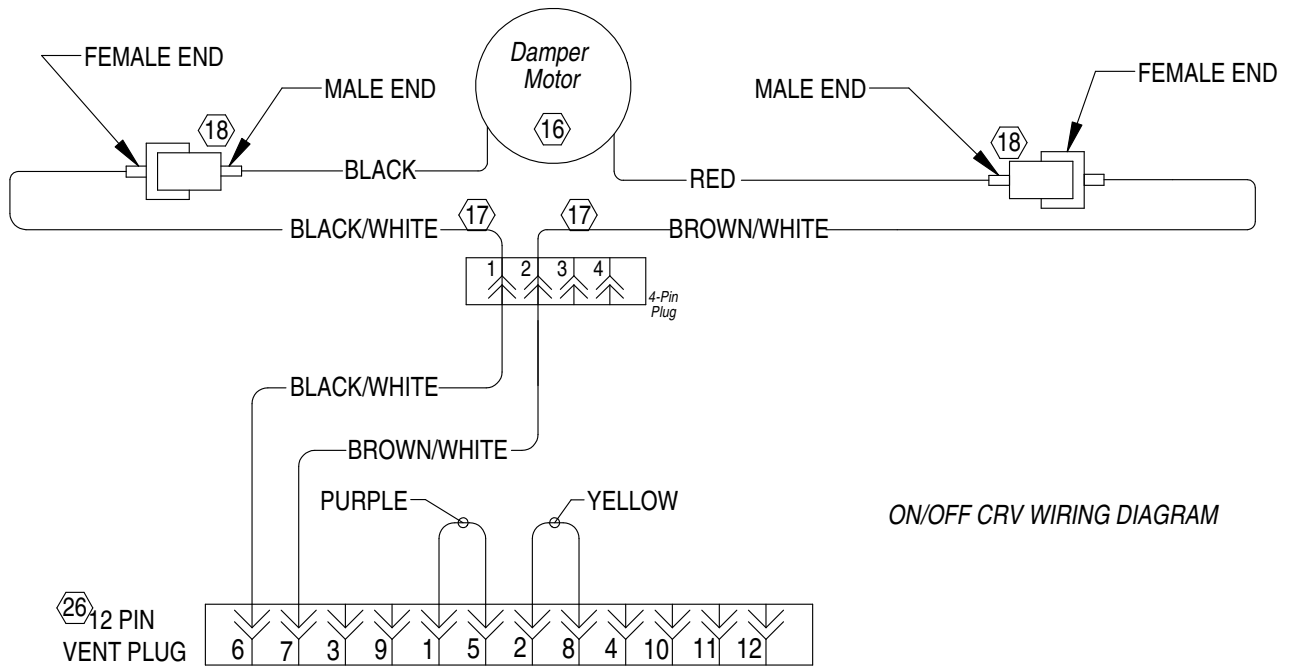 FEMALE END
MALE END
18
Damper
Motor
16
MALE END
FEMALE END
18
BLACK
RED
BLACK/WHITE
17
17
BROWN/WHITE
1 2 3 4
4-Pin
Plug
BLACK/WHITE
BROWN/WHITE
PURPLE
YELLOW
ON/OFF CRV WIRING DIAGRAM
26 12 PIN
VENT PLUG
6 7 3 9 1 5 2 8 4 10 11 12